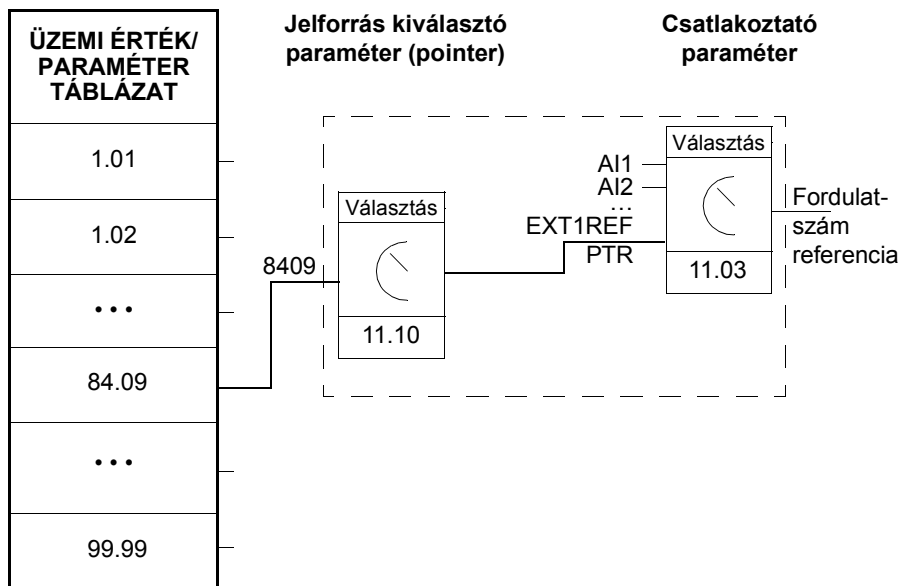 ÜZEMI ÉRTÉK/
PARAMÉTER
TÁBLÁZAT
1.01
1.02
•••
84.09
•••
99.99
Jelforrás kiválasztó
paraméter (pointer)
8409
Választás
11.10
Csatlakoztató
paraméter
AI1
AI2
…
EXT1REF
PTR
Választás
11.03
Fordulat-
szám
referencia